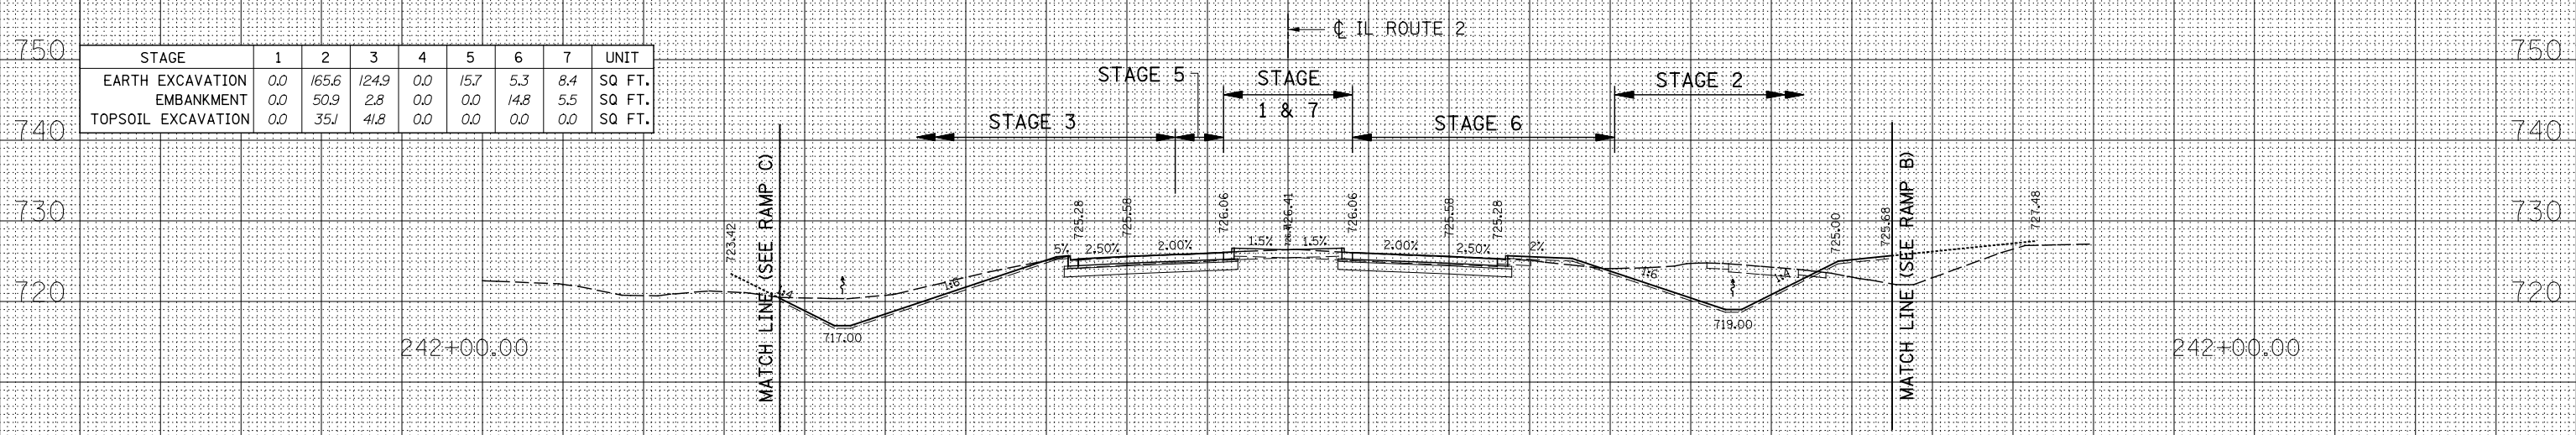 ℄ IL ROUTE 2
750 750
STAGE 1 2 3 4 5 6 7 UNIT
EARTH EXCAVATION 0.0 165.6 124.9 0.0 15.7 5.3 8.4 SQ FT.
EMBANKMENT 0.0 50.9 2.8 0.0 0.0 14.8 5.5 SQ FT.
TOPSOIL EXCAVATION 0.0 35.1 41.8 0.0 0.0 0.0 0.0 SQ FT.
STAGE 5
STAGE
1 & 7
STAGE 2
STAGE 3
STAGE 6
740 740
730 730
723.42
MATCH LINE (SEE RAMP C)
725.28
725.58
726.06
726.41
726.06
725.58
725.28
725.00
725.68
MATCH LINE (SEE RAMP B)
727.48
5% 2.50% 2.00% 1.5% 1.5% 2.00% 2.50% 2%
720 720
1:4
1:6
1:6
1:4
717.00
719.00
242+00.00 242+00.00